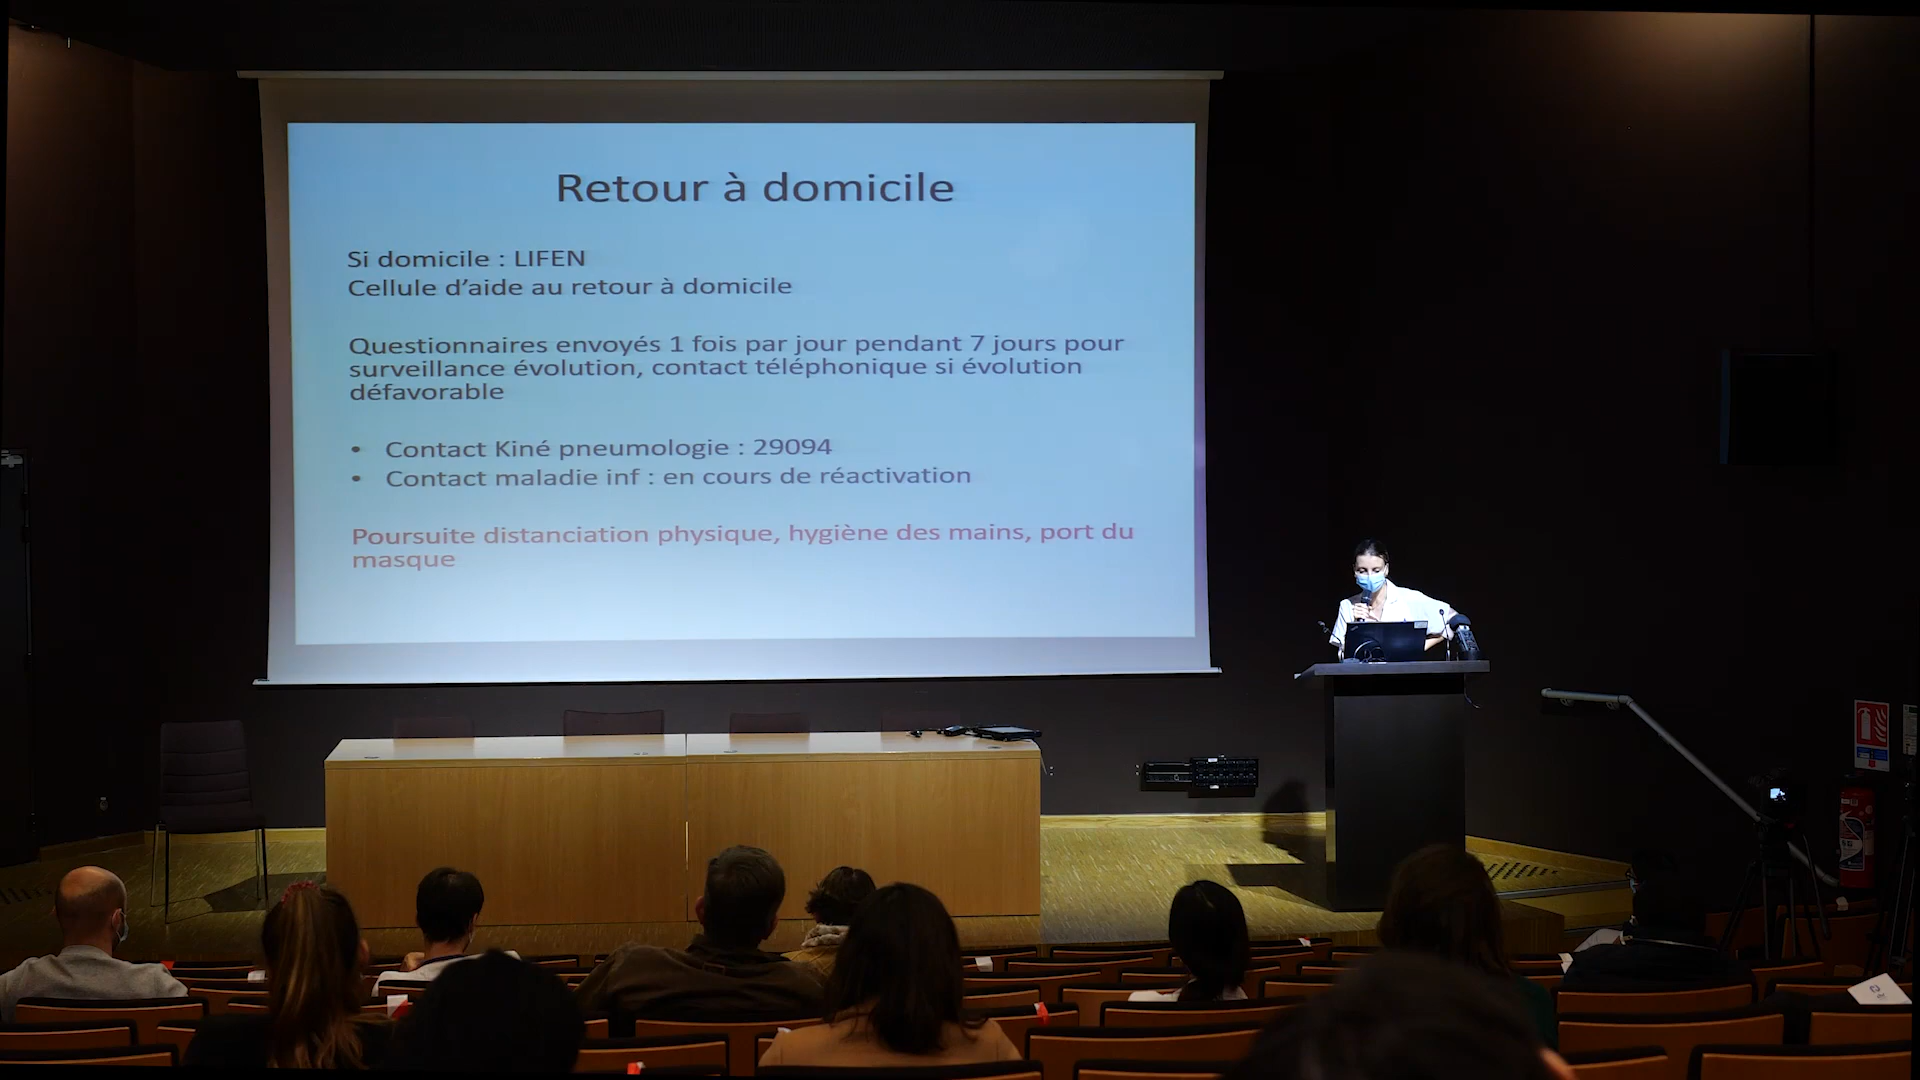 Retour à domicile
Si domicile : LIFEN
Cellule d’aide au retour à domicile
Questionnaires envoyés 1 fois par jour pendant 7 jours pour
surveillance évolution, contact téléphonique si évolution
défavorable
• Contact Kiné pneumologie : 29094
• Contact maladie inf : en cours de réactivation
Poursuite distanciation physique, hygiène des mains, port du
masque